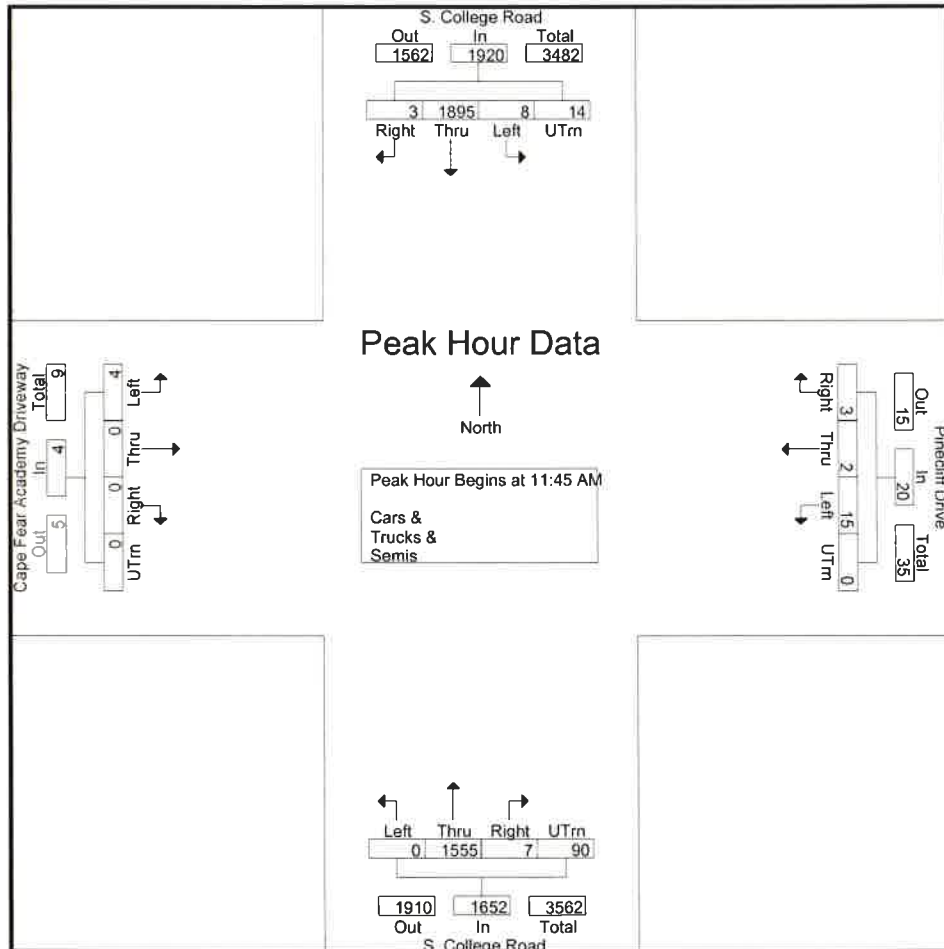 S. College Road
Out In Total
1562 1920 3482
3 1895 8 14
Right Thru Left UTrn
Peak Hour Data
North
Peak Hour Begins at 11:45 AM
Cars &
Trucks &
Semis
Cape Fear Academy Driveway
Out In Total
5 4 9
Left Thru Right UTrn
4 0 0 0
Pinecliff Drive
Out In Total
15 20 35
Right Thru Left UTrn
3 2 15 0
Left Thru Right UTrn
0 1555 7 90
1910 1652 3562
Out In Total
S. College Road